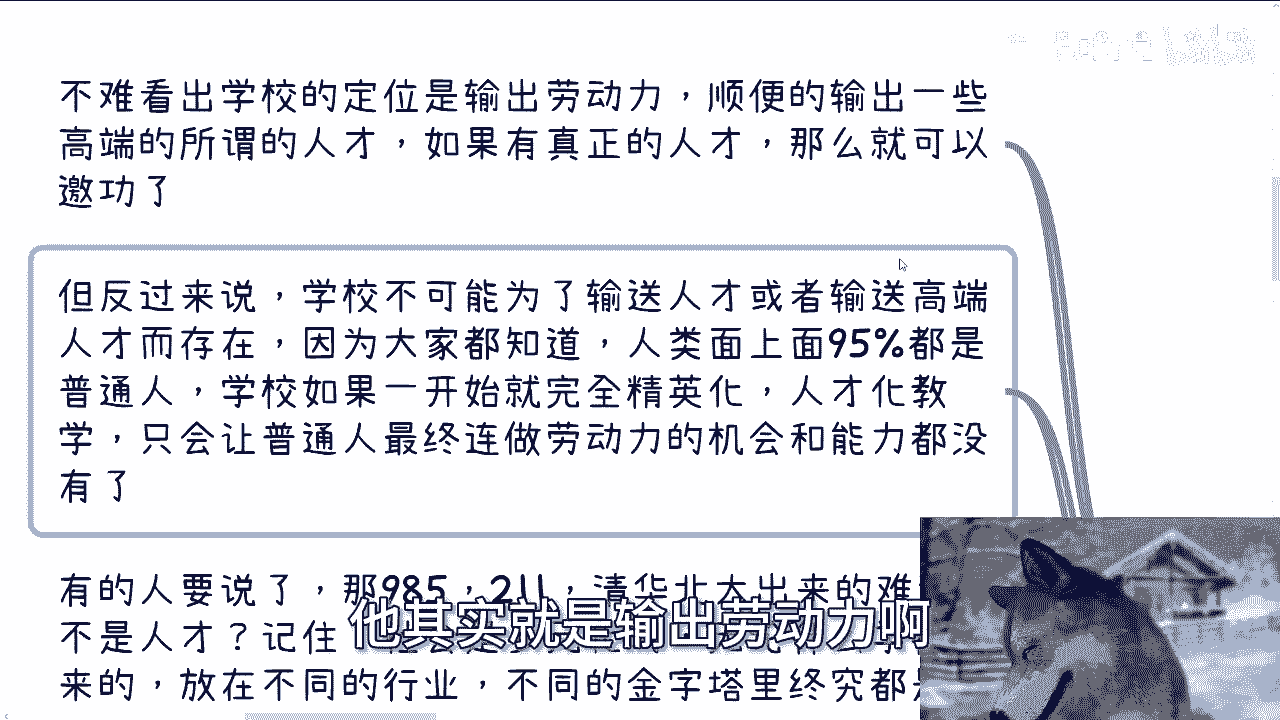 不难看出学校的定位是输出劳动力，顺便的输出一些
高端的所谓的人才，如果有真正的人才，那么就可以
邀功了
但反过来说，学校不可能为了输送人才或者输送高端
人才而存在，因为大家都知道，人类面上面95%都是
普通人，学校如果一开始就完全精英化，人才化教
学，只会让普通人最终连做劳动力的机会和能力都没
有了
有的人要说了，那985，211，清华北大出来的难
不是人才？记住
他其实就是输出劳动力啊
来的，放在不同的行业，不同的金字塔里终究都